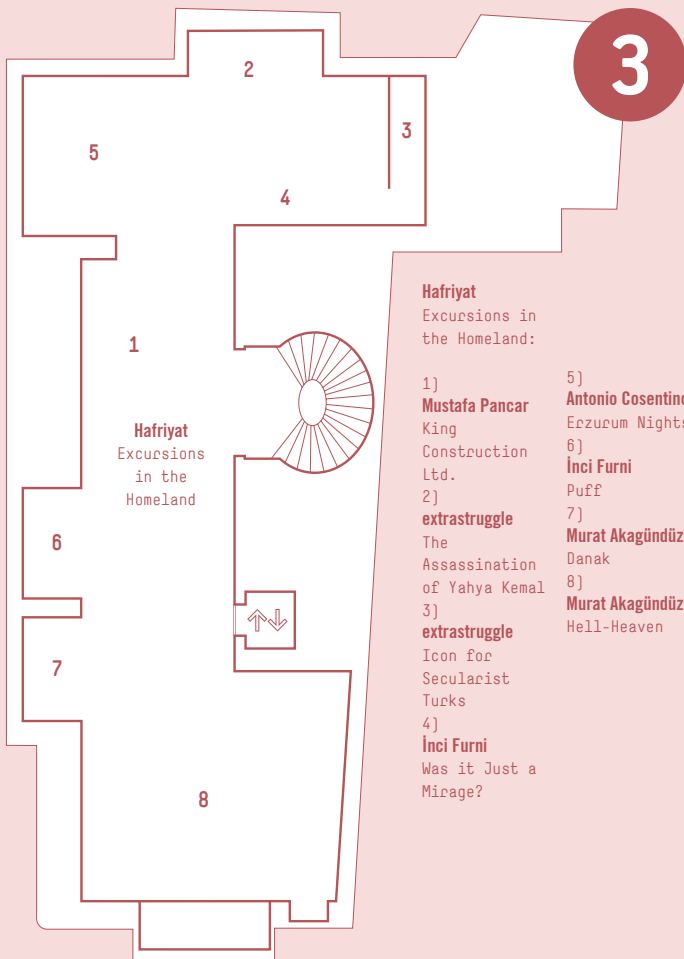 3
2
3
5
4
1
Hafriyat
Excursions
in the
Homeland
6
7
8
Hafriyat
Excursions in
the Homeland:
1)
Mustafa Pancar
King
Construction
Ltd.
2)
extrastruggle
The
Assassination
of Yahya Kemal
3)
extrastruggle
Icon for
Secularist
Turks
4)
İnci Furni
Was it Just a
Mirage?
5)
Antonio Cosentino
Erzurum Nights
6)
İnci Furni
Puff
7)
Murat Akagündüz
Danak
8)
Murat Akagündüz
Hell-Heaven